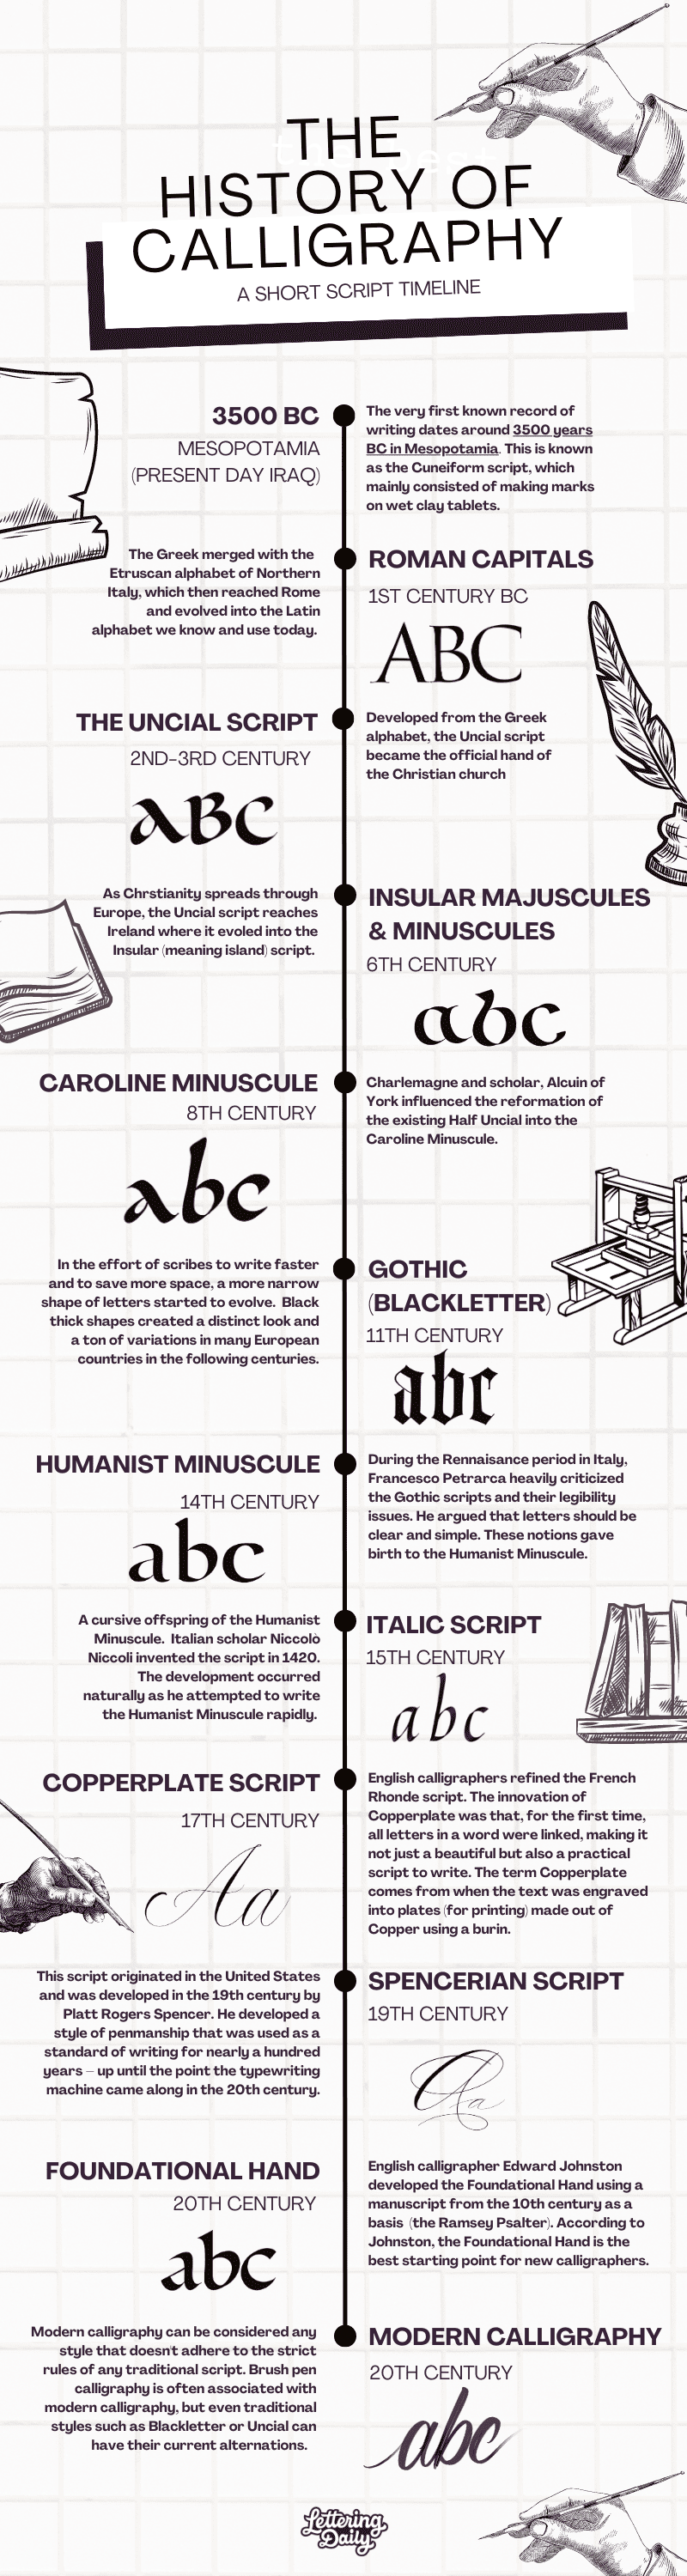 THE
HISTORY OF
CALLIGRAPHY
A SHORT SCRIPT TIMELINE
3500 BC
MESOPOTAMIA
(PRESENT DAY IRAQ)
The very first known record of
writing dates around 3500 years
BC in Mesopotamia. This is known
as the Cuneiform script, which
mainly consisted of making marks
on wet clay tablets.
ROMAN CAPITALS
1ST CENTURY BC
ABC
The Greek merged with the
Etruscan alphabet of Northern
Italy, which then reached Rome
and evolved into the Latin
alphabet we know and use today.
THE UNCIAL SCRIPT
2ND-3RD CENTURY
aBc
Developed from the Greek
alphabet, the Uncial script
became the official hand of
the Christian church
INSULAR MAJUSCULES
& MINUSCULES
6TH CENTURY
abc
As Chrstianity spreads through
Europe, the Uncial script reaches
Ireland where it evoled into the
Insular (meaning island) script.
CAROLINE MINUSCULE
8TH CENTURY
abc
Charlemagne and scholar, Alcuin of
York influenced the reformation of
the existing Half Uncial into the
Caroline Minuscule.
GOTHIC
(BLACKLETTER)
11TH CENTURY
abc
In the effort of scribes to write faster
and to save more space, a more narrow
shape of letters started to evolve. Black
thick shapes created a distinct look and
a ton of variations in many European
countries in the following centuries.
HUMANIST MINUSCULE
14TH CENTURY
abc
During the Rennaisance period in Italy,
Francesco Petrarca heavily criticized
the Gothic scripts and their legibility
issues. He argued that letters should be
clear and simple. These notions gave
birth to the Humanist Minuscule.
ITALIC SCRIPT
15TH CENTURY
abc
A cursive offspring of the Humanist
Minuscule. Italian scholar Niccolò
Niccoli invented the script in 1420.
The development occurred
naturally as he attempted to write
the Humanist Minuscule rapidly.
COPPERPLATE SCRIPT
17TH CENTURY
Aa
English calligraphers refined the French
Rhonde script. The innovation of
Copperplate was that, for the first time,
all letters in a word were linked, making it
not just a beautiful but also a practical
script to write. The term Copperplate
comes from when the text was engraved
into plates (for printing) made out of
Copper using a burin.
SPENCERIAN SCRIPT
19TH CENTURY
Aa
This script originated in the United States
and was developed in the 19th century by
Platt Rogers Spencer. He developed a
style of penmanship that was used as a
standard of writing for nearly a hundred
years – up until the point the typewriting
machine came along in the 20th century.
FOUNDATIONAL HAND
20TH CENTURY
abc
English calligrapher Edward Johnston
developed the Foundational Hand using a
manuscript from the 10th century as a
basis (the Ramsey Psalter). According to
Johnston, the Foundational Hand is the
best starting point for new calligraphers.
MODERN CALLIGRAPHY
20TH CENTURY
abc
Modern calligraphy can be considered any
style that doesn't adhere to the strict
rules of any traditional script. Brush pen
calligraphy is often associated with
modern calligraphy, but even traditional
styles such as Blackletter or Uncial can
have their current alternations.
Lettering
Daily